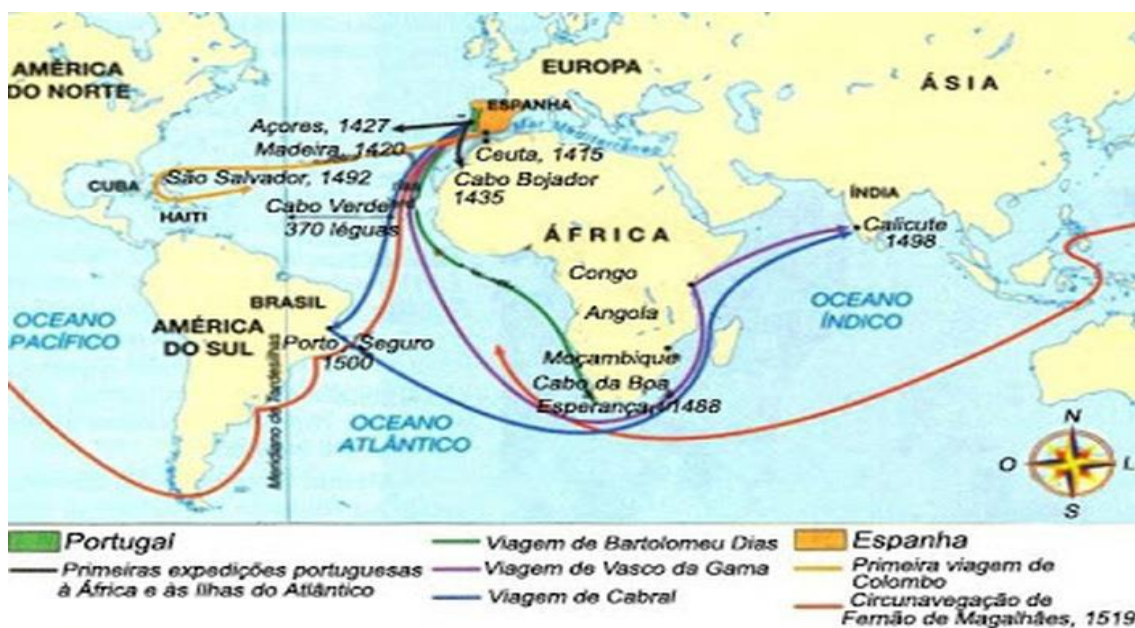 AMÉRICA
DO NORTE
EUROPA
ÁSIA
ESPANHA
Açores, 1427
Mar Mediterrâneo
Madeira, 1420
Ceuta, 1415
CUBA
São Salvador, 1492
Cabo Bojador
1435
ÍNDIA
HAITI
Cabo Verde
370 léguas
Calicute
1498
ÁFRICA
Congo
BRASIL
Angola
OCEANO
PACÍFICO
AMÉRICA
DO SUL
OCEANO
ÍNDICO
Porto Seguro
1500
Moçambique
Cabo da Boa
Esperança, 1488
Meridiano de Tordesilhas
OCEANO
ATLÂNTICO
N
O
L
S
Portugal
Primeiras expedições portuguesas
à África e às Ilhas do Atlântico
Viagem de Bartolomeu Dias
Viagem de Vasco da Gama
Viagem de Cabral
Espanha
Primeira viagem de
Colombo
Circunavegação de
Fernão de Magalhães, 1519